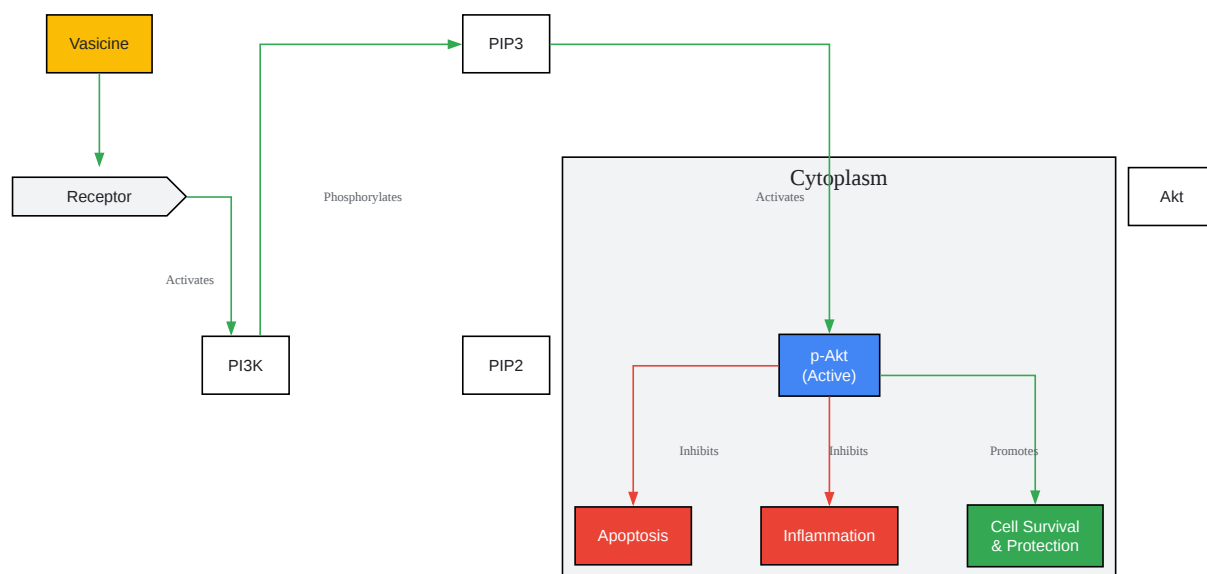 Vasicine
PIP3
Cytoplasm
Receptor
Phosphorylates
Activates
Akt
Activates
PI3K
PIP2
p-Akt
(Active)
Inhibits
Inhibits
Promotes
Apoptosis
Inflammation
Cell Survival
& Protection